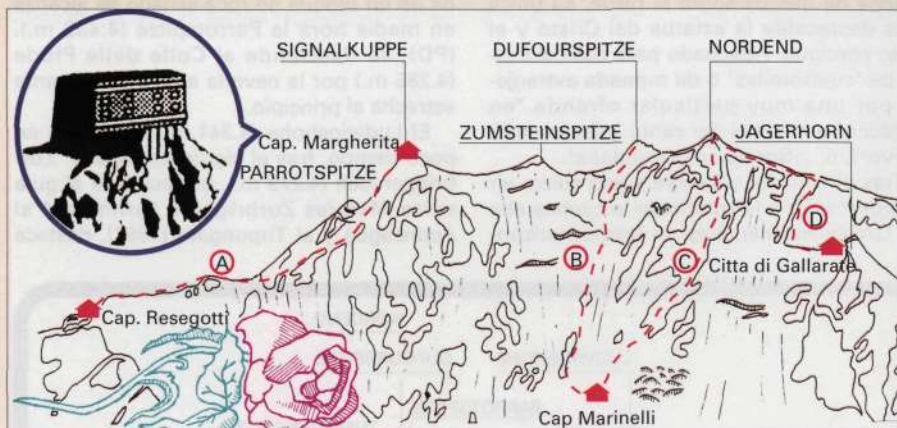 SIGNALKUPPE
DUFOURSPITZE
NORDEND
Cap. Margherita
ZUMSTEINSPITZE
JAGERHORN
PARROTSPITZE
A
B
C
D
Citta di Gallarate
Cap. Resegotti
Cap Marinelli